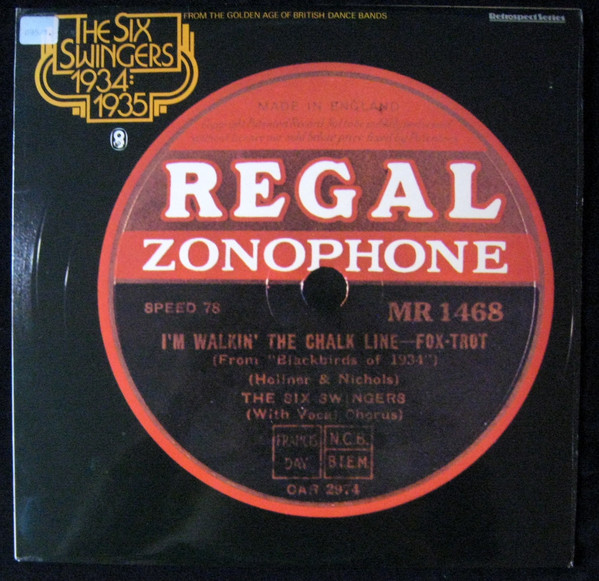 FROM THE GOLDEN AGE OF BRITISH DANCE BANDS
Retrospect Series
THE SIX
SWINGERS
1934:
1935
MADE IN ENGLAND
REGAL
ZONOPHONE
SPEED 78
MR 1468
I'M WALKIN' THE CHALK LINE—FOX-TROT
(From "Blackbirds of 1934")
(Hollner & Nichols)
THE SIX SWINGERS
(With Vocal Chorus)
FRANCIS
DAY
N.C.B.
B.I.E.M.
CAR 2974